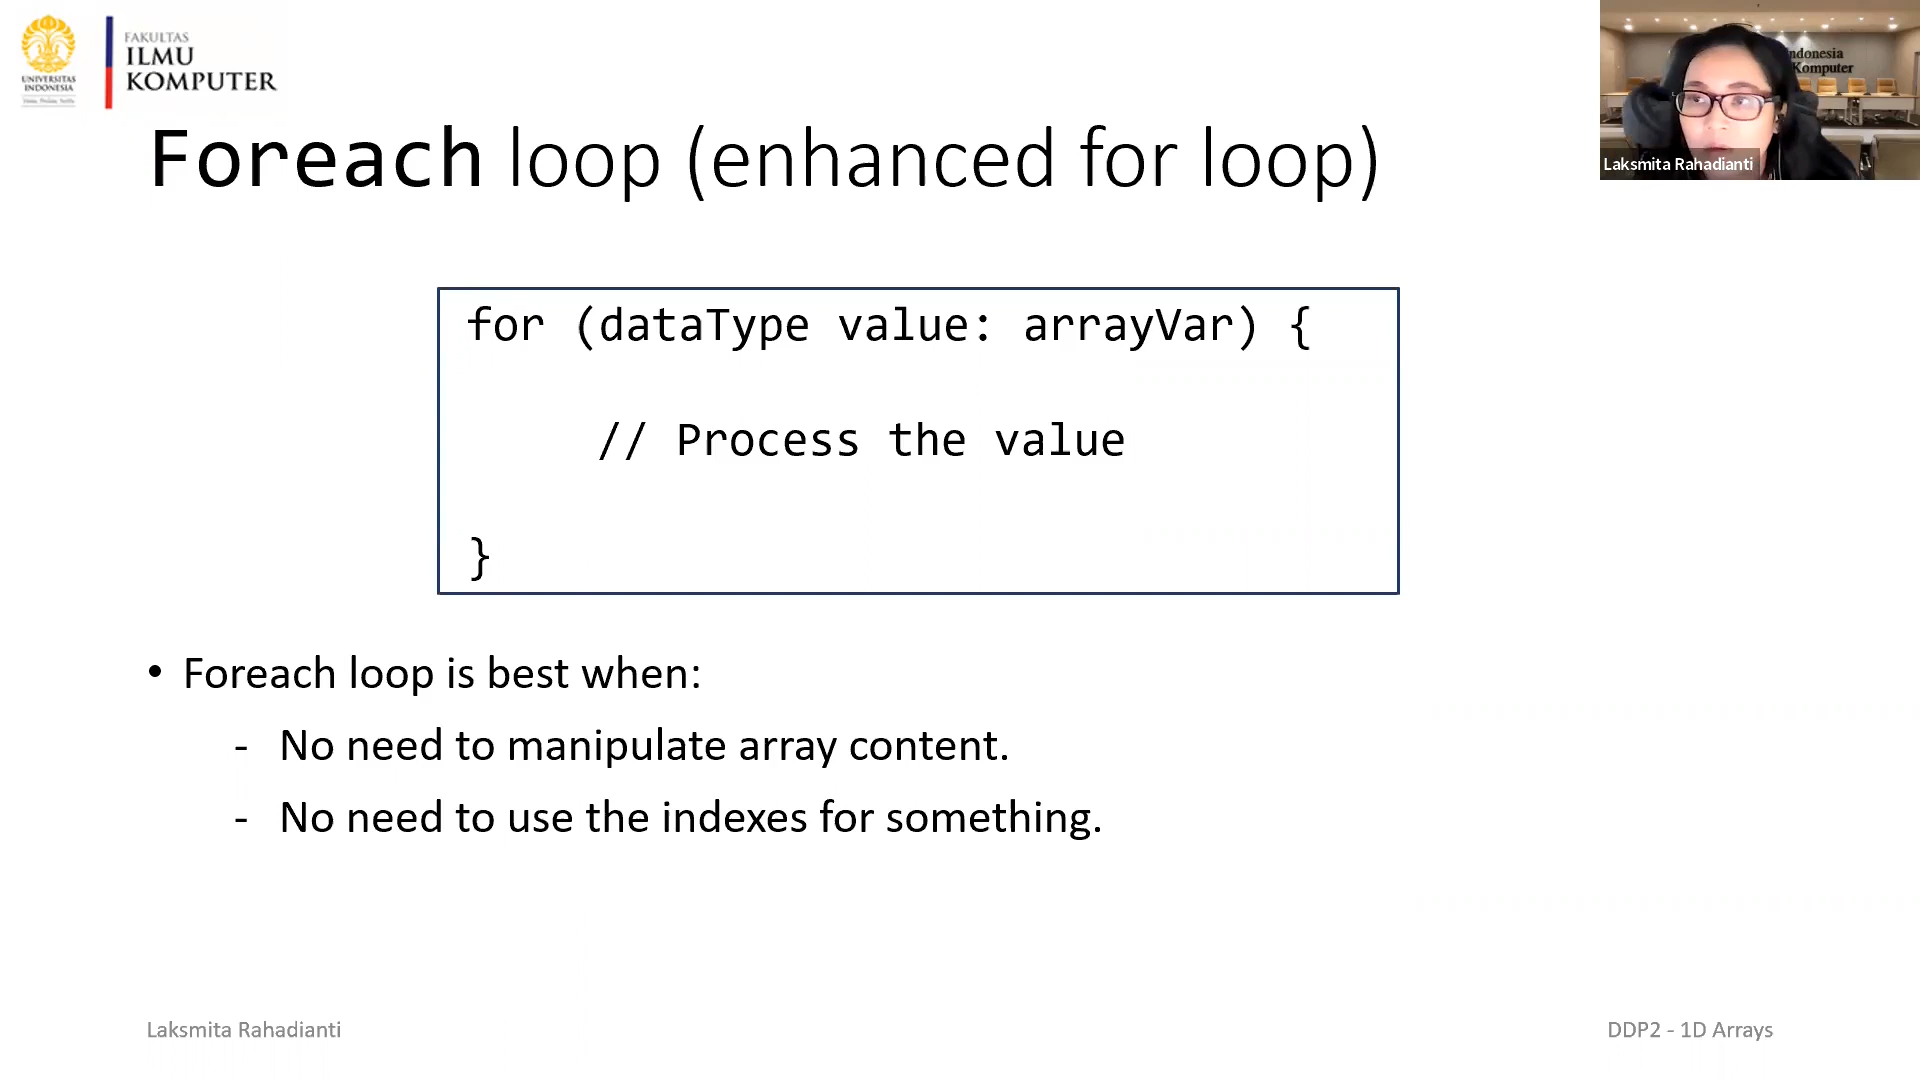 UNIVERSITAS
INDONESIA
FAKULTAS
ILMU
KOMPUTER
ndonesia
Komputer
Laksmita Rahadianti
Foreach loop (enhanced for loop)
for (dataType value: arrayVar) {
// Process the value
}
• Foreach loop is best when:
- No need to manipulate array content.
- No need to use the indexes for something.
Laksmita Rahadianti
DDP2 - 1D Arrays